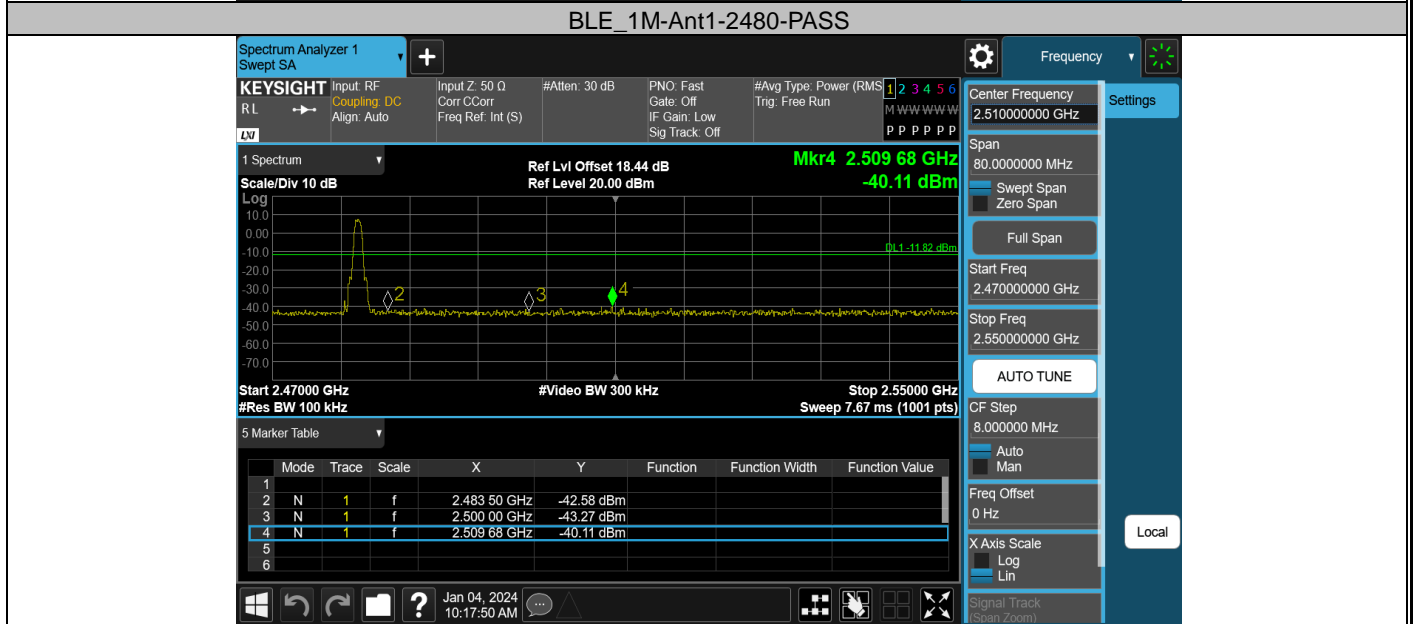 BLE_1M-Ant1-2480-PASS
Spectrum Analyzer 1
Swept SA
Frequency
KEYSIGHT Input: RF Input Z: 50 Ω #Atten: 30 dB PNO: Fast #Avg Type: Power (RMS 1 2 3 4 5 6
RL Coupling: DC Corr CCorr Gate: Off Trig: Free Run M W W W W W
Align: Auto Freq Ref: Int (S) IF Gain: Low
LXI Sig Track: Off P P P P P P
1 Spectrum
Ref Lvl Offset 18.44 dB Mkr4 2.509 68 GHz
Scale/Div 10 dB Ref Level 20.00 dBm -40.11 dBm
Log
10.0
0.00
-10.0
DL1 -11.82 dBm
-20.0
-30.0
2 3 4
-40.0
-50.0
-60.0
-70.0
Start 2.47000 GHz #Video BW 300 kHz Stop 2.55000 GHz
#Res BW 100 kHz Sweep 7.67 ms (1001 pts)
5 Marker Table
Mode Trace Scale X Y Function Function Width Function Value
1
2 N 1 f 2.483 50 GHz -42.58 dBm
3 N 1 f 2.500 00 GHz -43.27 dBm
4 N 1 f 2.509 68 GHz -40.11 dBm
5
6
?
Jan 04, 2024
10:17:50 AM
Center Frequency
2.510000000 GHz
Settings
Span
80.0000000 MHz
Swept Span
Zero Span
Full Span
Start Freq
2.470000000 GHz
Stop Freq
2.550000000 GHz
AUTO TUNE
CF Step
8.000000 MHz
Auto
Man
Freq Offset
0 Hz
Local
X Axis Scale
Log
Lin
Signal Track
(Span Zoom)